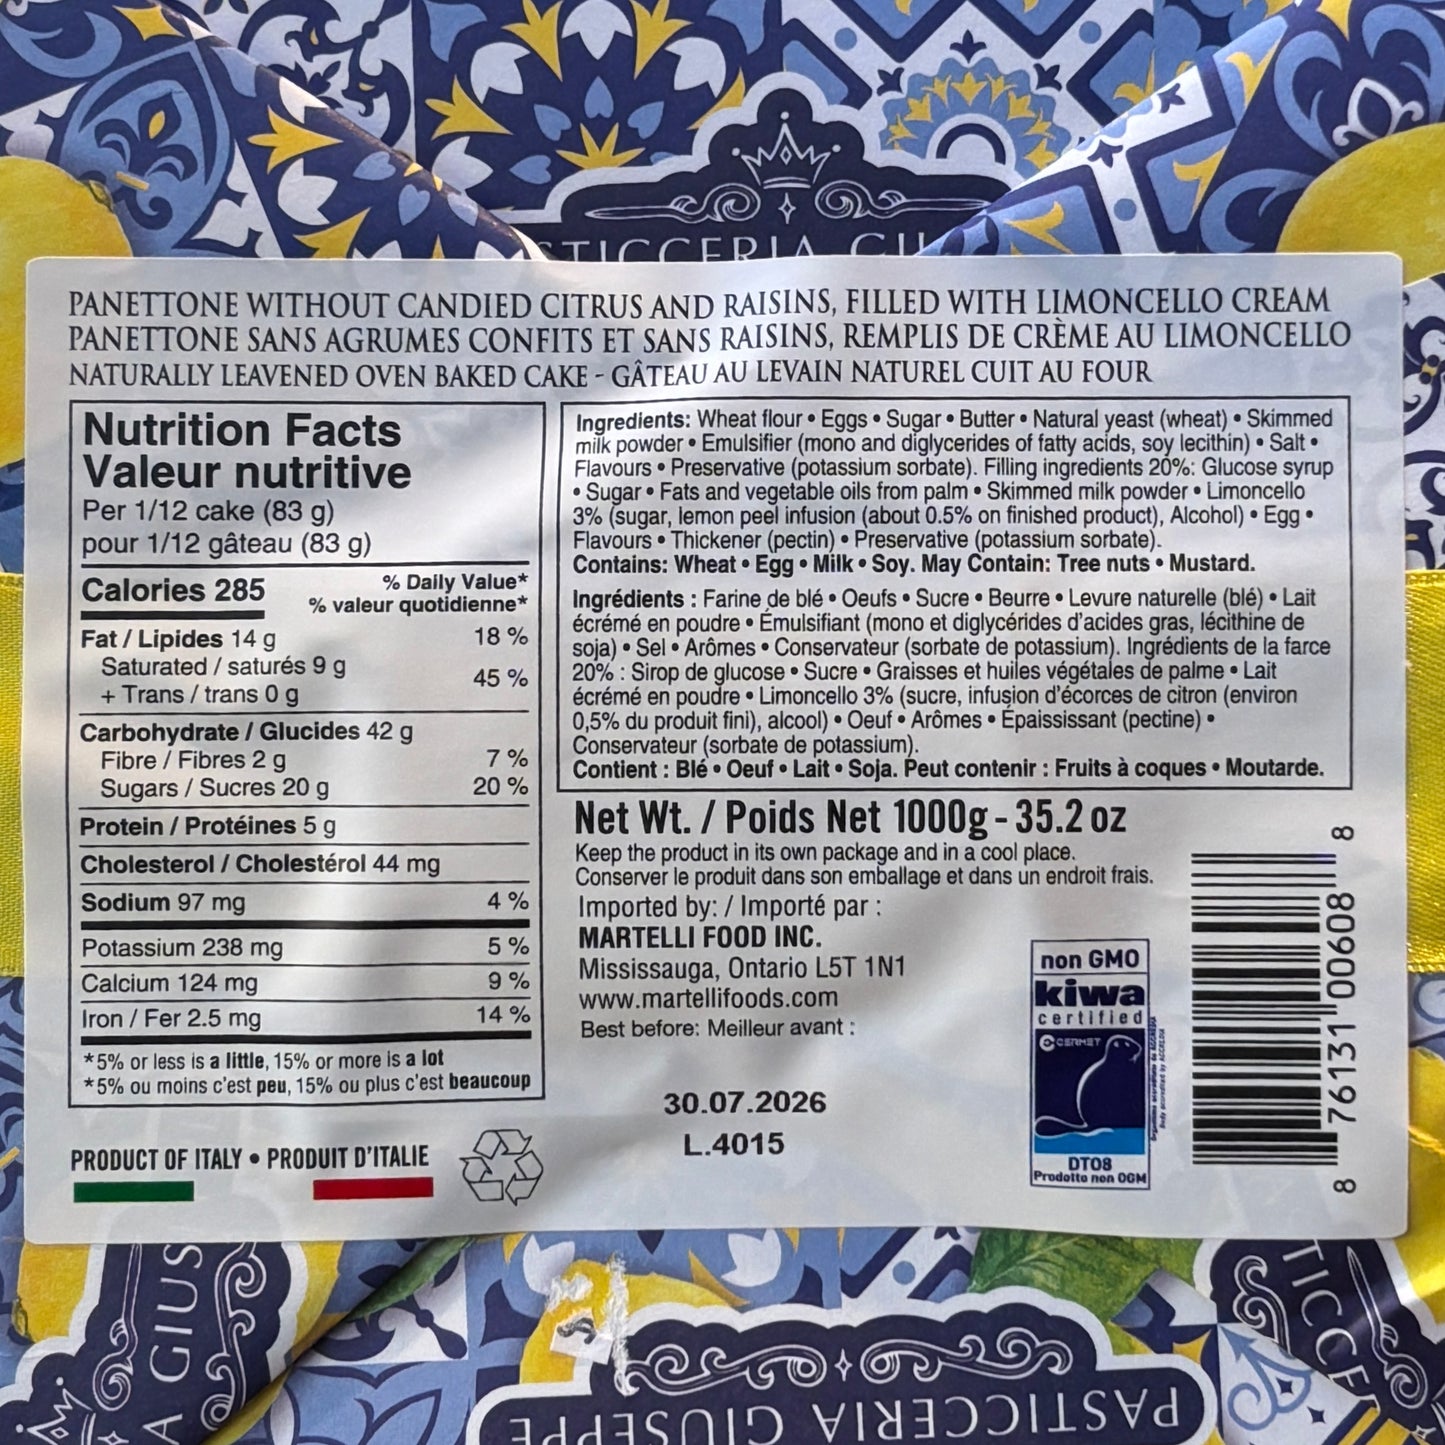 PASTICCERIA GIU
PANETTONE WITHOUT CANDIED CITRUS AND RAISINS, FILLED WITH LIMONCELLO CREAM
PANETTONE SANS AGRUMES CONFITS ET SANS RAISINS, REMPLIS DE CRÈME AU LIMONCELLO
NATURALLY LEAVENED OVEN BAKED CAKE - GÂTEAU AU LEVAIN NATUREL CUIT AU FOUR
Nutrition Facts
Valeur nutritive
Per 1/12 cake (83 g)
pour 1/12 gâteau (83 g)
Calories 285
% Daily Value*
% valeur quotidienne*
Fat / Lipides 14 g 18 %
Saturated / saturés 9 g
+ Trans / trans 0 g 45 %
Carbohydrate / Glucides 42 g
Fibre / Fibres 2 g 7 %
Sugars / Sucres 20 g 20 %
Protein / Protéines 5 g
Cholesterol / Cholestérol 44 mg
Sodium 97 mg 4 %
Potassium 238 mg 5 %
Calcium 124 mg 9 %
Iron / Fer 2.5 mg 14 %
*5% or less is a little, 15% or more is a lot
*5% ou moins c'est peu, 15% ou plus c'est beaucoup
PRODUCT OF ITALY • PRODUIT D'ITALIE
Ingredients: Wheat flour • Eggs • Sugar • Butter • Natural yeast (wheat) • Skimmed
milk powder • Emulsifier (mono and diglycerides of fatty acids, soy lecithin) • Salt •
Flavours • Preservative (potassium sorbate). Filling ingredients 20%: Glucose syrup
• Sugar • Fats and vegetable oils from palm • Skimmed milk powder • Limoncello
3% (sugar, lemon peel infusion (about 0.5% on finished product), Alcohol) • Egg •
Flavours • Thickener (pectin) • Preservative (potassium sorbate).
Contains: Wheat • Egg • Milk • Soy. May Contain: Tree nuts • Mustard.
Ingrédients : Farine de blé • Oeufs • Sucre • Beurre • Levure naturelle (blé) • Lait
écrémé en poudre • Émulsifiant (mono et diglycérides d'acides gras, lécithine de
soja) • Sel • Arômes • Conservateur (sorbate de potassium). Ingrédients de la farce
20% : Sirop de glucose • Sucre • Graisses et huiles végétales de palme • Lait
écrémé en poudre • Limoncello 3% (sucre, infusion d'écorces de citron (environ
0,5% du produit fini), alcool) • Oeuf • Arômes • Épaississant (pectine) •
Conservateur (sorbate de potassium).
Contient : Blé • Oeuf • Lait • Soja. Peut contenir : Fruits à coques • Moutarde.
Net Wt. / Poids Net 1000g - 35.2 oz
Keep the product in its own package and in a cool place.
Conserver le produit dans son emballage et dans un endroit frais.
Imported by: / Importé par :
MARTELLI FOOD INC.
Mississauga, Ontario L5T 1N1
www.martellifoods.com
Best before: Meilleur avant :
30.07.2026
L.4015
non GMO
kiwa
certified
CERMET
DT08
Prodotto non OGM
8 76131 00608 8
A GIUS
PASTICCERIA GIUSEPPE
TICCE